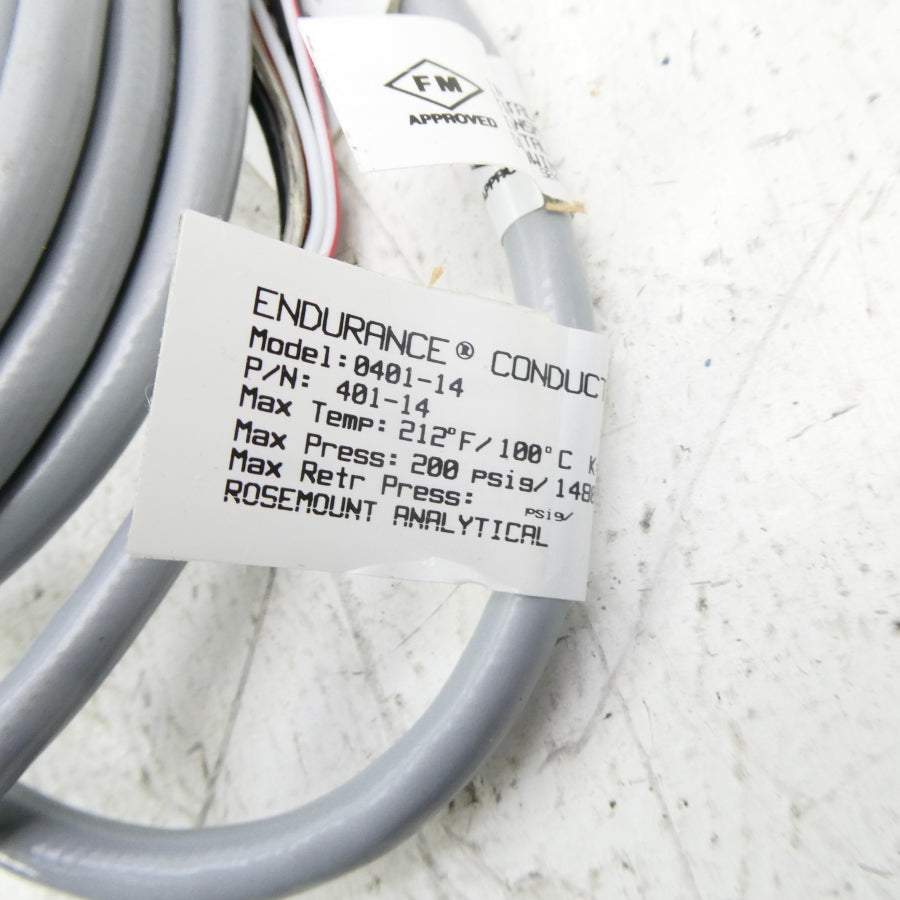 FM
APPROVED
ENDURANCE® CONDUCT
Model: 0401-14
P/N: 401-14
Max Temp: 212°F/100°C K
Max Press: 200 psig/148
Max Retr Press: psig/
ROSEMOUNT ANALYTICAL